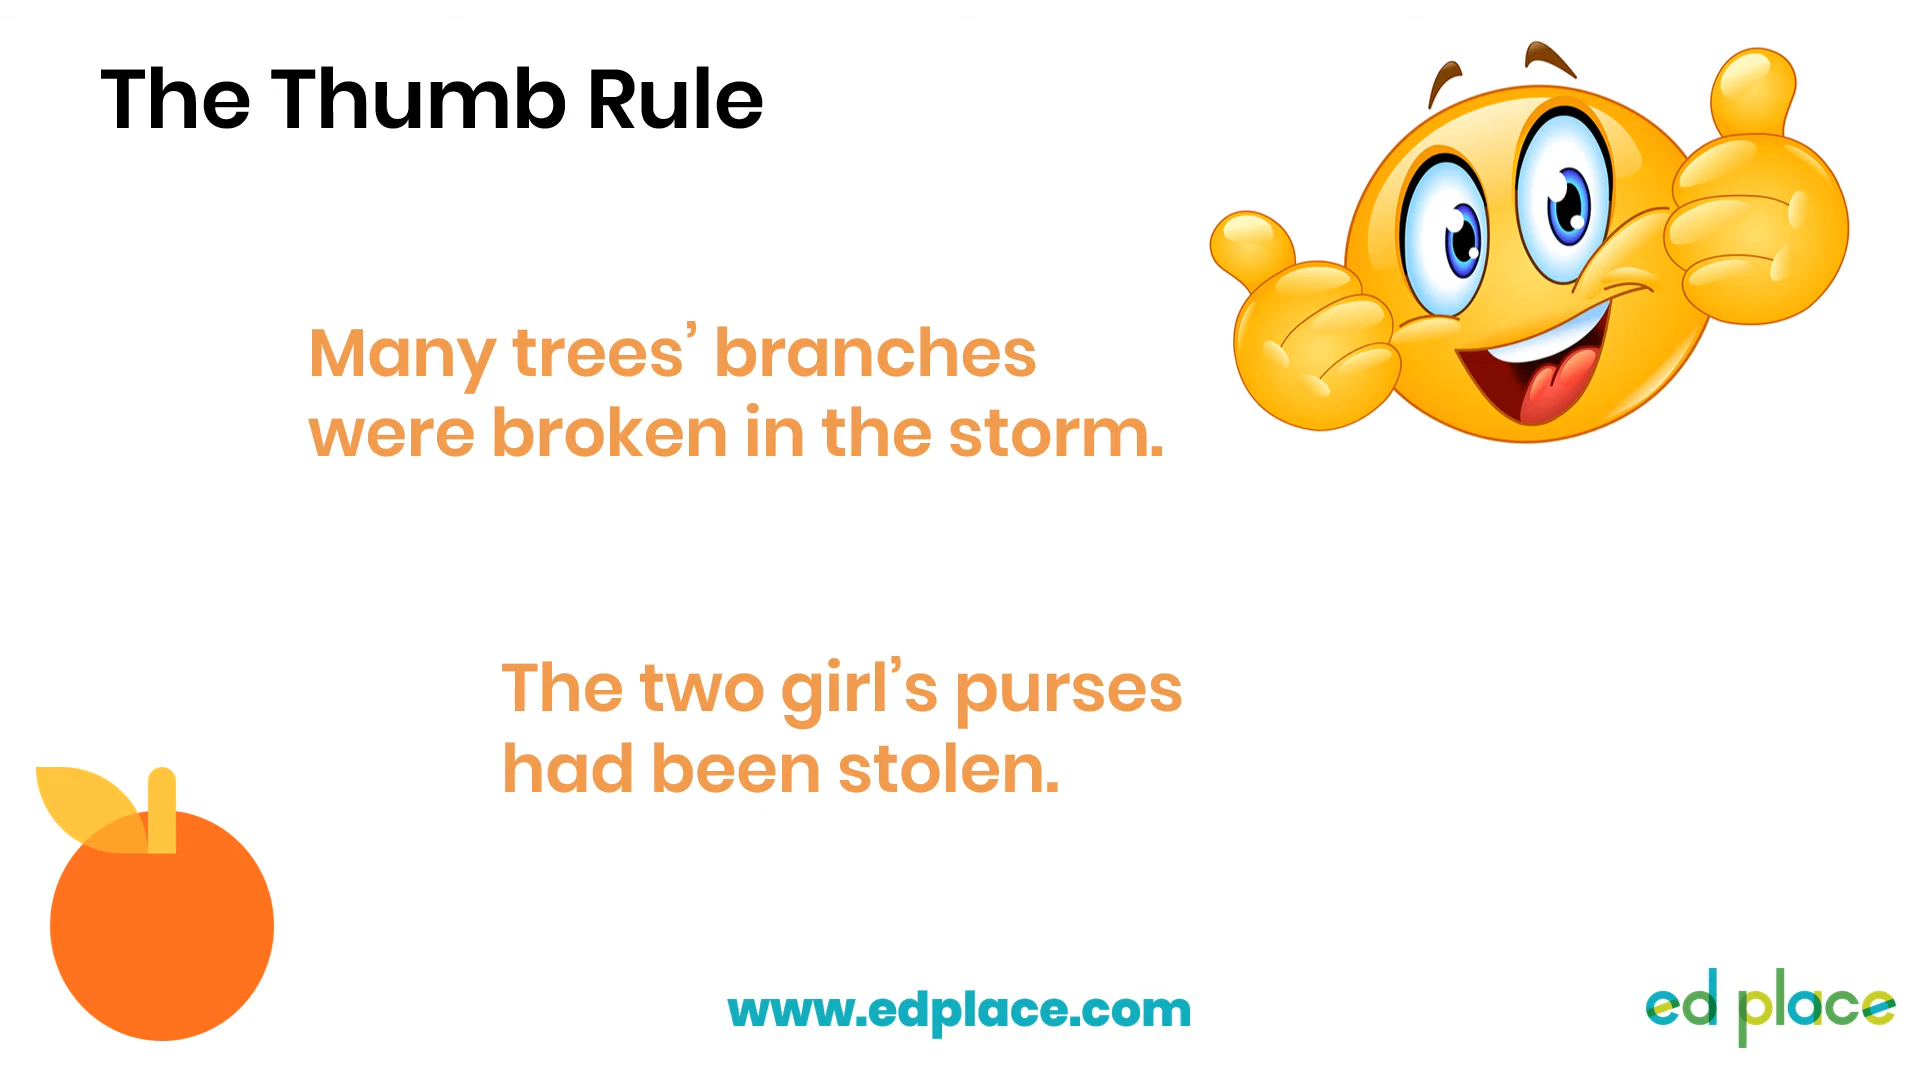 The Thumb Rule
Many trees’ branches
were broken in the storm.
The two girl’s purses
had been stolen.
www.edplace.com
ed place